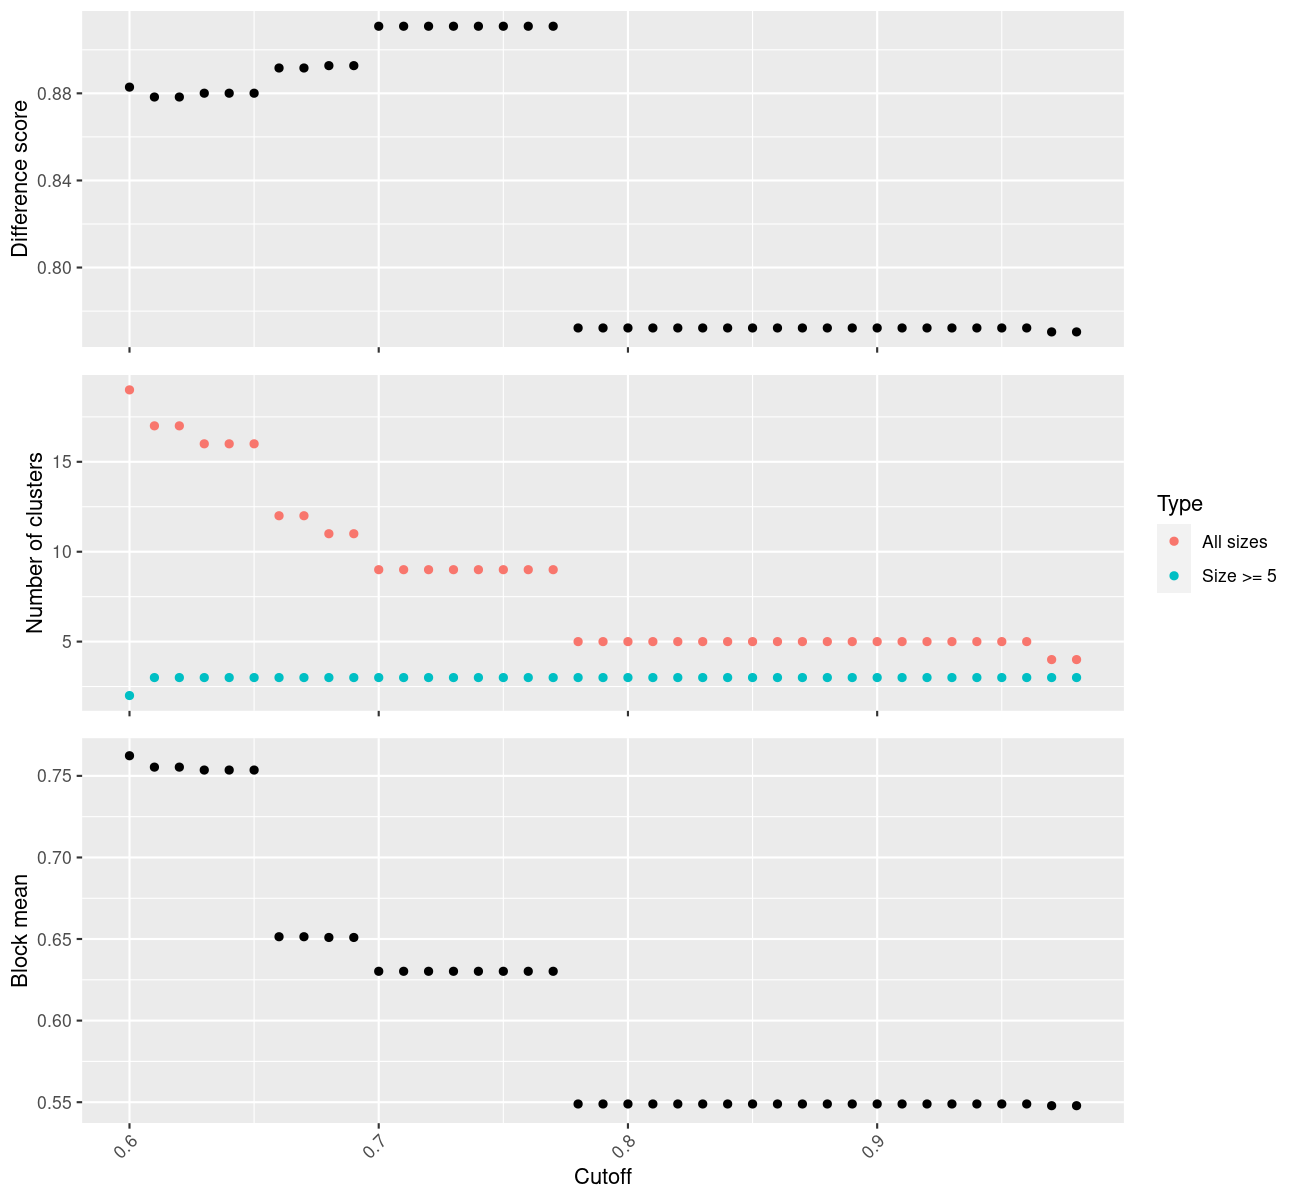 Difference score
0.88
0.84
0.80
Number of clusters
15
10
5
Type
All sizes
Size >= 5
Block mean
0.75
0.70
0.65
0.60
0.55
0.6
0.7
0.8
0.9
Cutoff